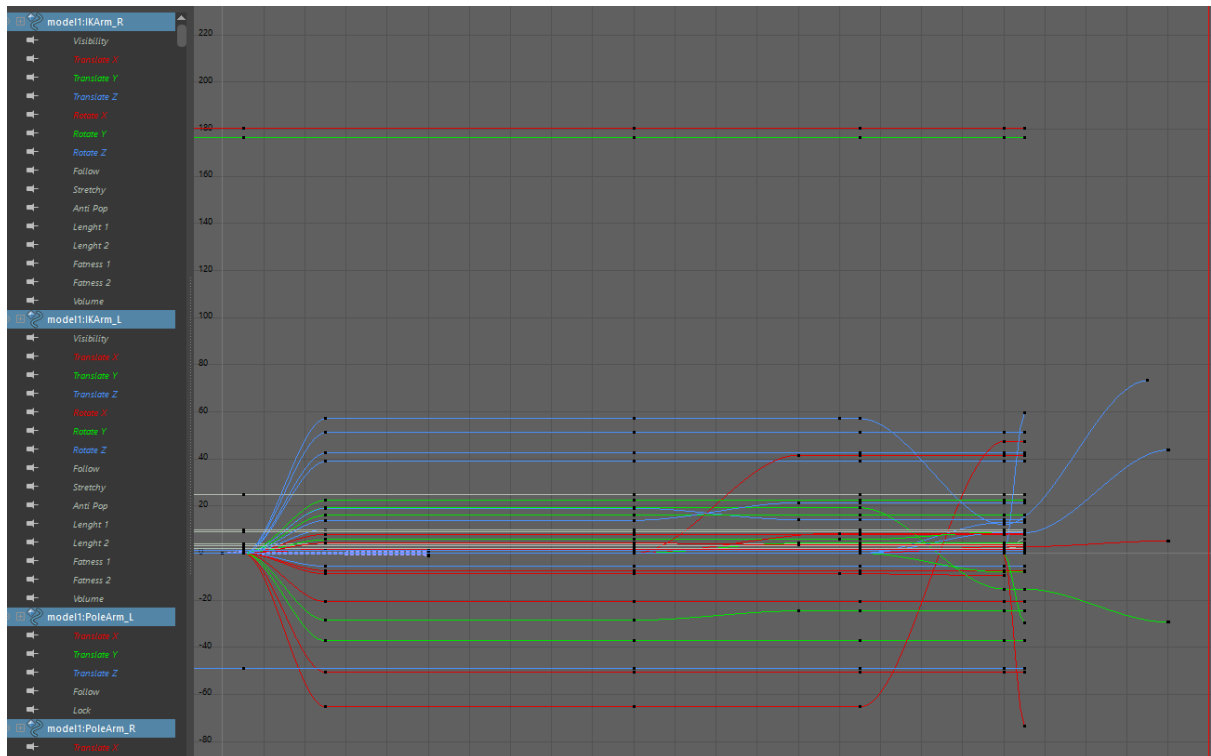 model1:IKArm_R
Visibility
Translate X
Translate Y
Translate Z
Rotate X
Rotate Y
Rotate Z
Follow
Stretchy
Anti Pop
Lenght 1
Lenght 2
Fatness 1
Fatness 2
Volume
model1:IKArm_L
Visibility
Translate X
Translate Y
Translate Z
Rotate X
Rotate Y
Rotate Z
Follow
Stretchy
Anti Pop
Lenght 1
Lenght 2
Fatness 1
Fatness 2
Volume
model1:PoleArm_L
Translate X
Translate Y
Translate Z
Follow
Lock
model1:PoleArm_R
Translate X
220
200
180
160
140
120
100
80
60
40
20
0
-20
-40
-60
-80